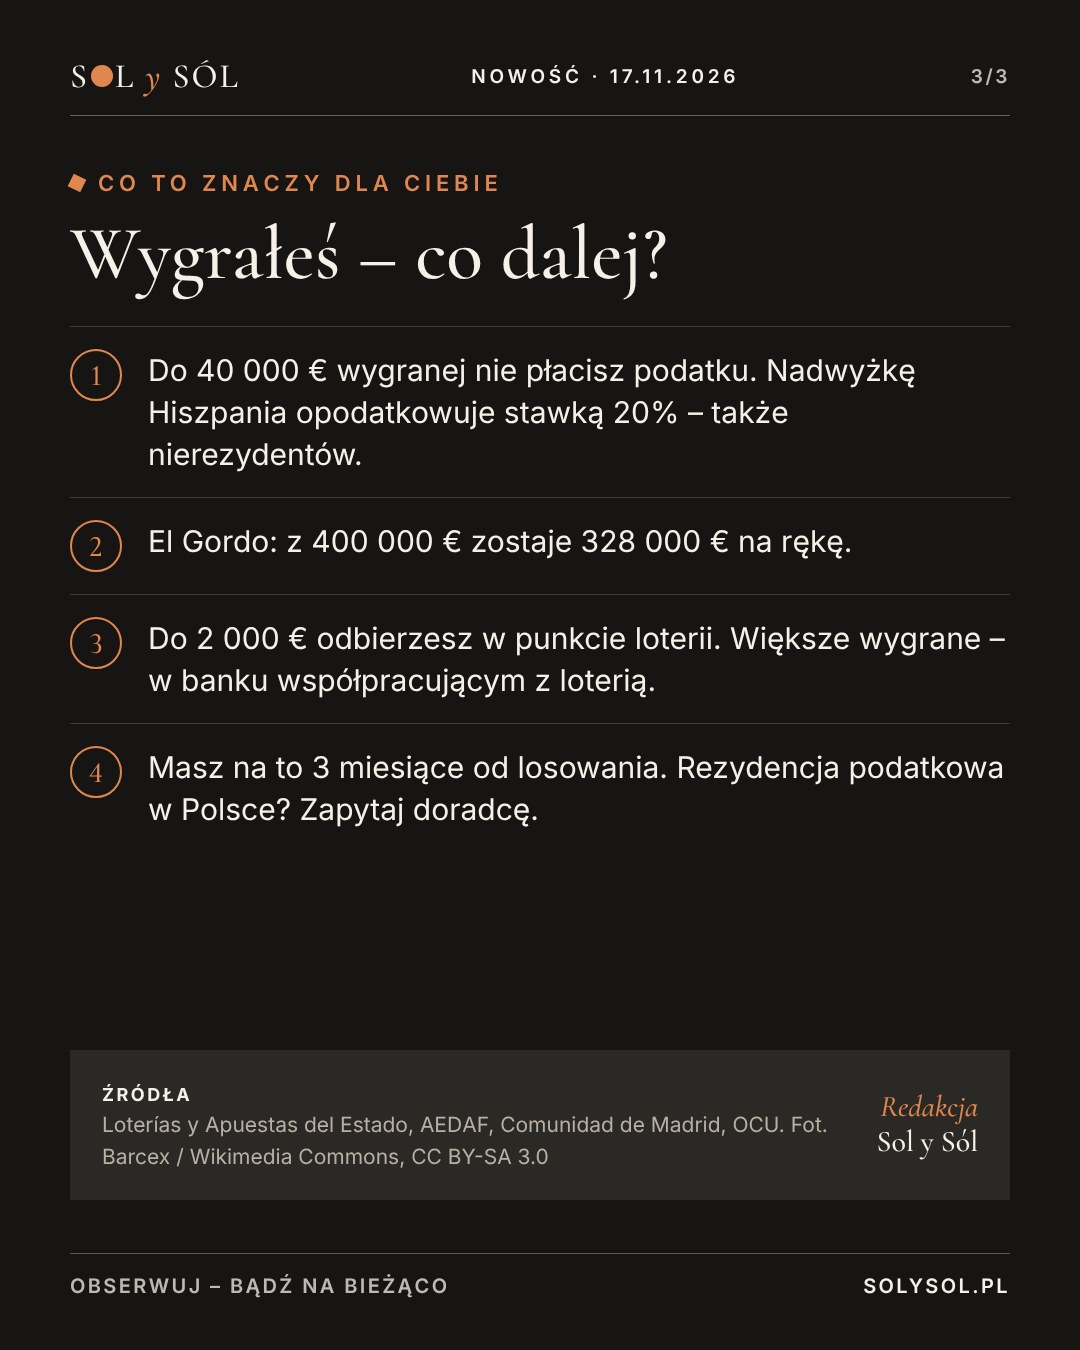 SOL y SÓL
NOWOŚĆ · 17.11.2026
3/3
CO TO ZNACZY DLA CIEBIE
Wygrałeś – co dalej?
1
Do 40 000 € wygranej nie płacisz podatku. Nadwyżkę
Hiszpania opodatkowuje stawką 20% – także
nierezydentów.
2
El Gordo: z 400 000 € zostaje 328 000 € na rękę.
3
Do 2 000 € odbierzesz w punkcie loterii. Większe wygrane –
w banku współpracującym z loterią.
4
Masz na to 3 miesiące od losowania. Rezydencja podatkowa
w Polsce? Zapytaj doradcę.
ŹRÓDŁA
Loterías y Apuestas del Estado, AEDAF, Comunidad de Madrid, OCU. Fot.
Barcex / Wikimedia Commons, CC BY-SA 3.0
Redakcja
Sol y Sól
OBSERWUJ – BĄDŹ NA BIEŻĄCO
SOLYSOL.PL